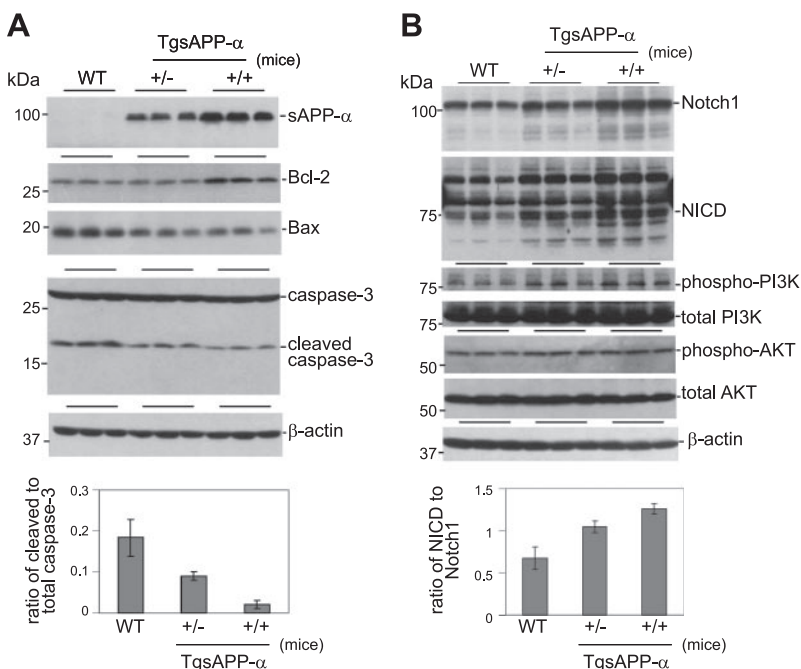 A
TgsAPP-α
(mice)
kDa
WT
+/-
+/+
100
sAPP-α
Bcl-2
25
20
Bax
caspase-3
25
cleaved
caspase-3
15
37
β-actin
ratio of cleaved to
total caspase-3
0.3
0.2
0.1
0
WT
+/-
+/+
(mice)
TgsAPP-α
B
TgsAPP-α
(mice)
kDa
WT
+/-
+/+
100
Notch1
75
NICD
phospho-PI3K
75
total PI3K
75
phospho-AKT
50
total AKT
50
β-actin
37
ratio of NICD to
Notch1
1.5
1
0.5
0
WT
+/-
+/+
(mice)
TgsAPP-α